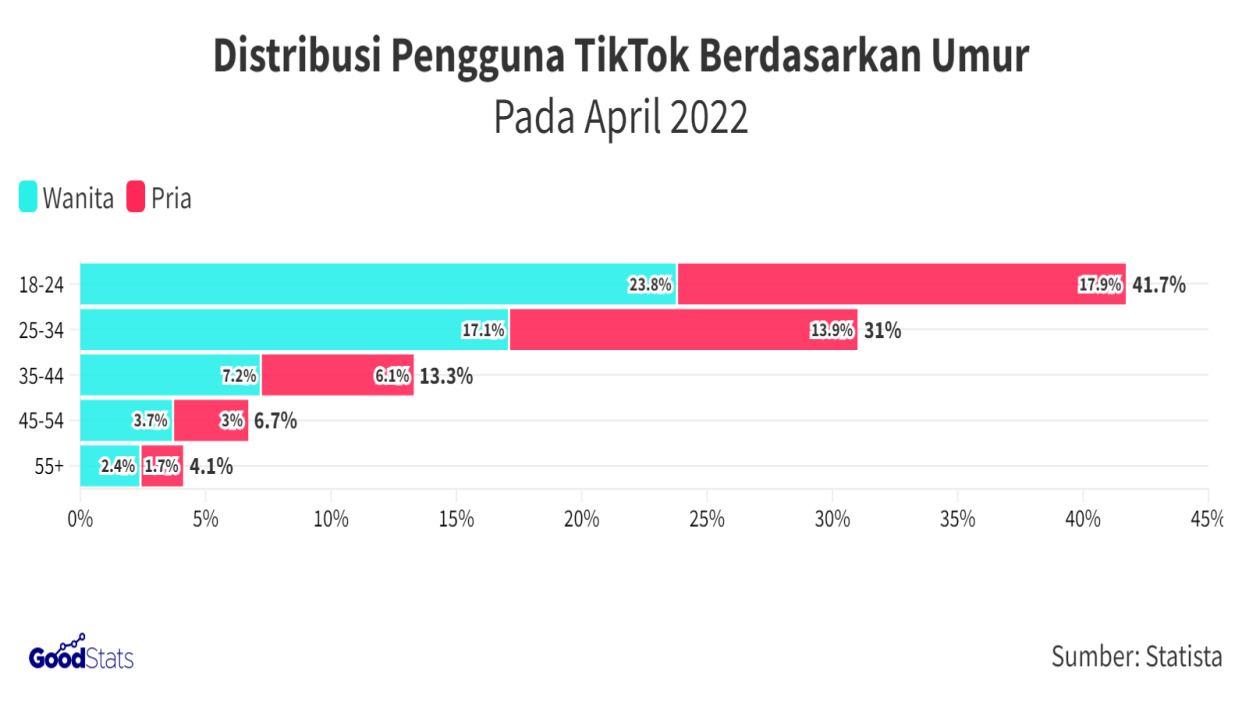 Distribusi Pengguna TikTok Berdasarkan Umur
Pada April 2022
Wanita Pria
18-24 23.8% 17.9% 41.7%
25-34 17.1% 13.9% 31%
35-44 7.2% 6.1% 13.3%
45-54 3.7% 3% 6.7%
55+ 2.4% 1.7% 4.1%
0% 5% 10% 15% 20% 25% 30% 35% 40% 45%
GoodStats
Sumber: Statista